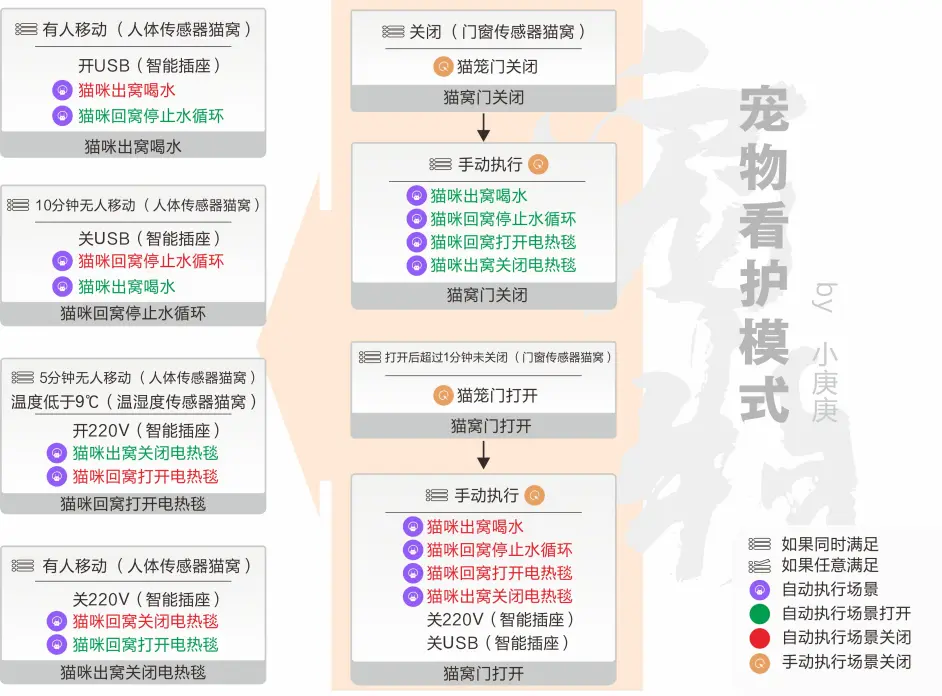 有人移动（人体传感器猫窝）
开USB（智能插座）
猫咪出窝喝水
猫咪回窝停止水循环
猫咪出窝喝水
10分钟无人移动（人体传感器猫窝）
关USB（智能插座）
猫咪回窝停止水循环
猫咪出窝喝水
猫咪回窝停止水循环
5分钟无人移动（人体传感器猫窝）
温度低于9℃（温湿度传感器猫窝）
开220V（智能插座）
猫咪出窝关闭电热毯
猫咪回窝打开电热毯
猫咪回窝打开电热毯
有人移动（人体传感器猫窝）
关220V（智能插座）
猫咪出窝关闭电热毯
猫咪回窝打开电热毯
猫咪出窝关闭电热毯
关闭（门窗传感器猫窝）
猫笼门关闭
猫窝门关闭
手动执行
猫咪出窝喝水
猫咪回窝停止水循环
猫咪回窝打开电热毯
猫咪出窝关闭电热毯
猫窝门关闭
打开后超过1分钟未关闭（门窗传感器猫窝）
猫笼门打开
猫窝门打开
手动执行
猫咪出窝喝水
猫咪回窝停止水循环
猫咪回窝打开电热毯
猫咪出窝关闭电热毯
关220V（智能插座）
关USB（智能插座）
猫窝门打开
宠物看护模式
by 小庚庚
如果同时满足
如果任意满足
自动执行场景
自动执行场景打开
自动执行场景关闭
手动执行场景关闭